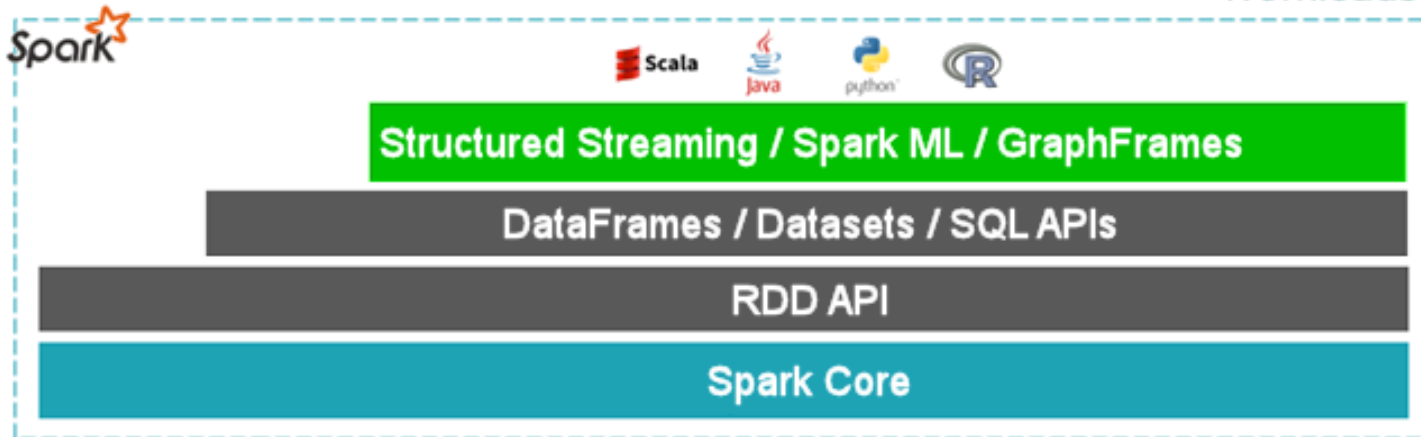 Spark
Scala
Java
python
R
Structured Streaming / Spark ML / GraphFrames
DataFrames / Datasets / SQL APIs
RDD API
Spark Core